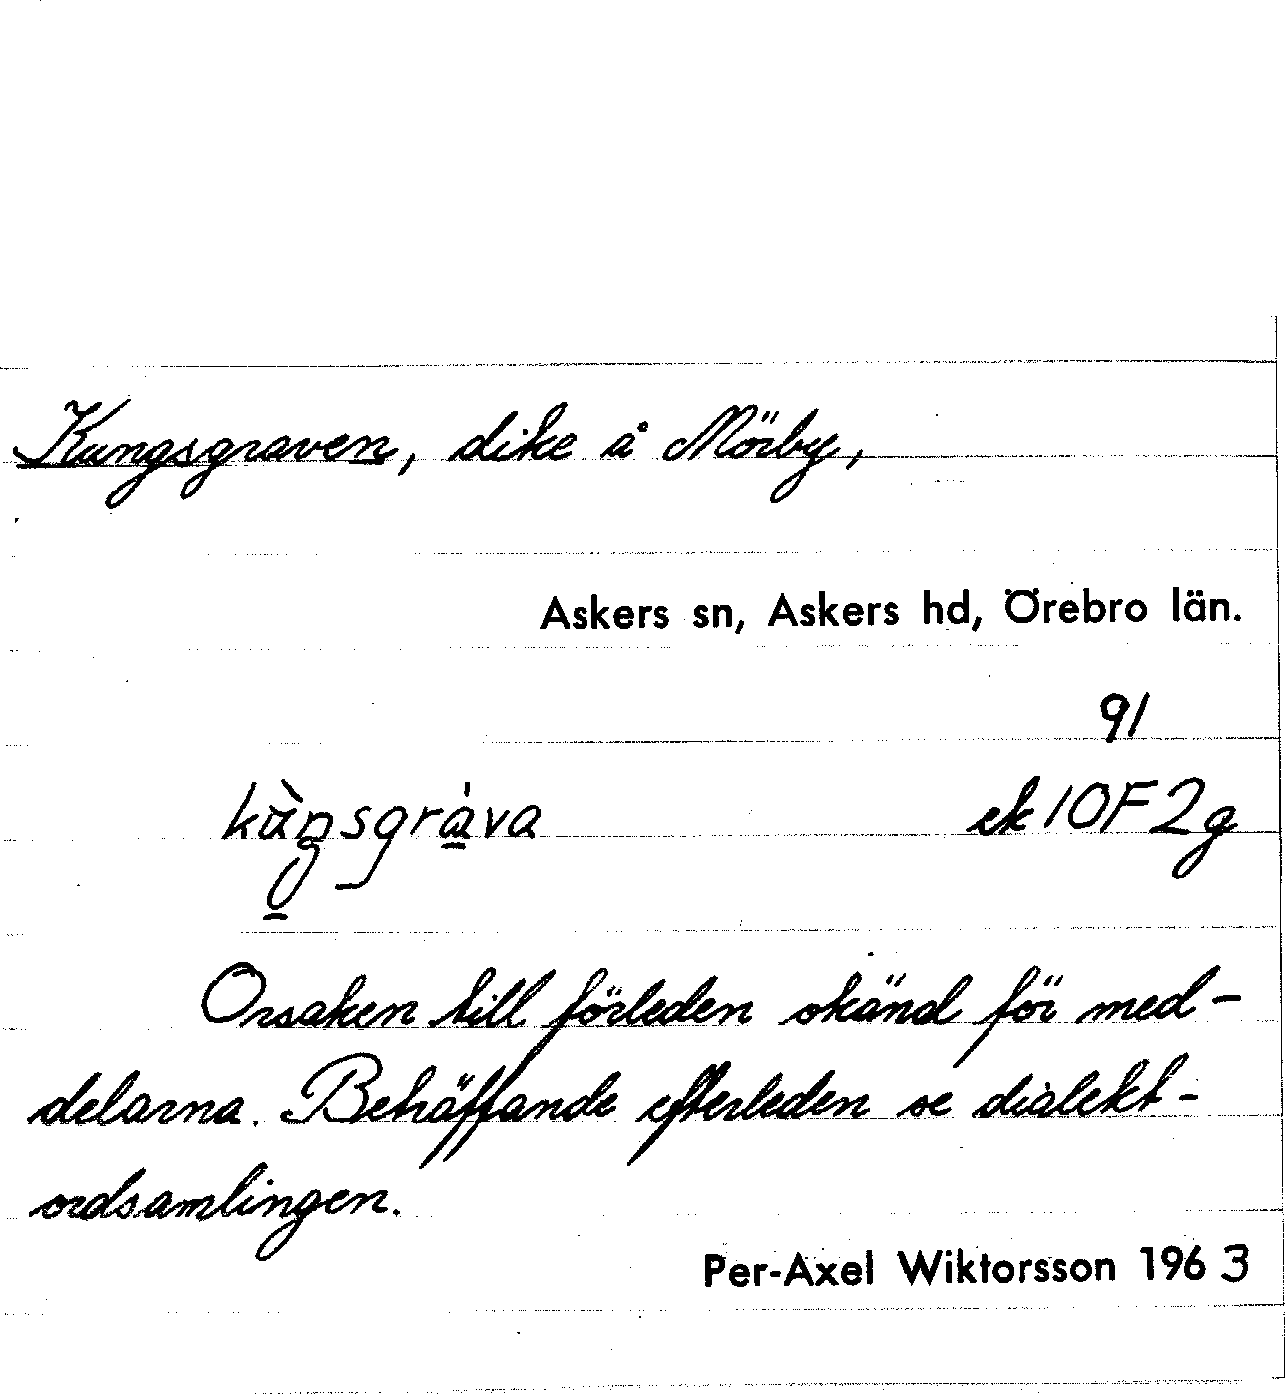 Kungsgraven, dike å Mörby,
Askers sn, Askers hd, Örebro län.
91
ek 10F2g
Orsaken till förleden okänd för med-
delarna. Beträffande efterleden se dialekt-
ordsamlingen.
Per-Axel Wiktorsson 1963